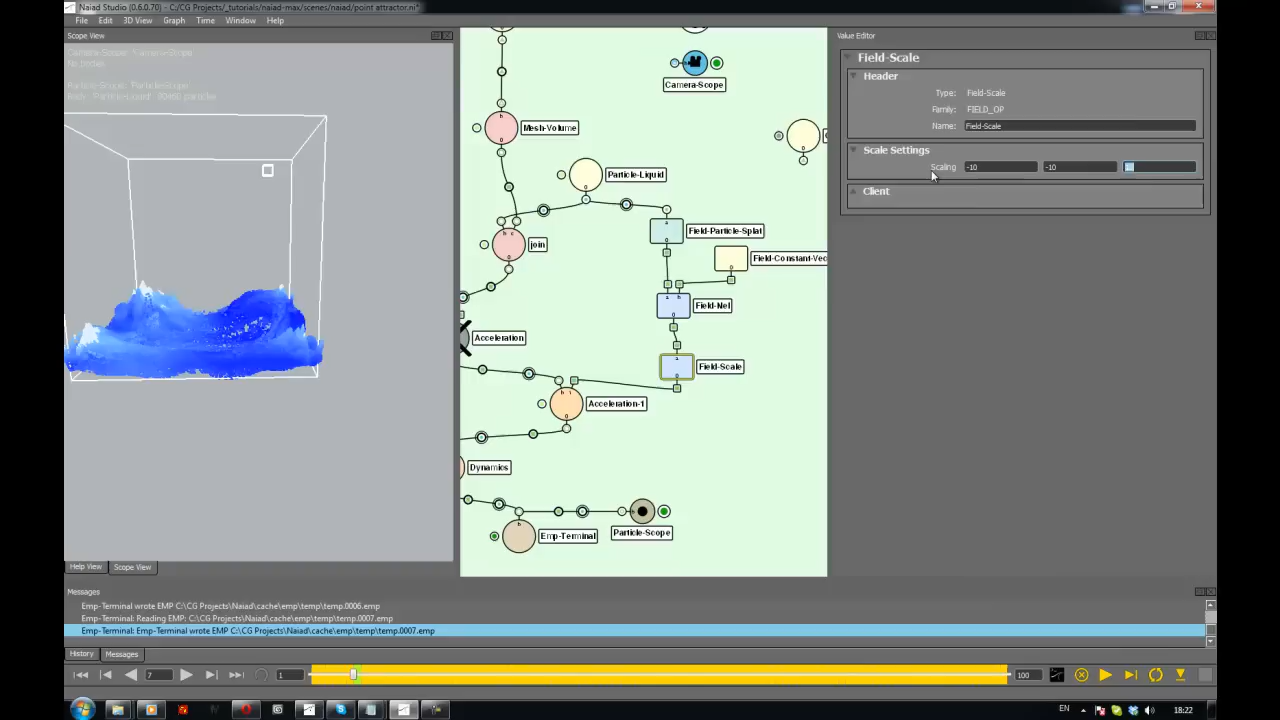 Naiad Studio (0.6.0.70) - C:/CG Projects/_tutorials/naiad-max/scenes/naiad/point attractor.ni*
File Edit 3D View Graph Time Window Help
Scope View
Value Editor
Camera-Scope
Mesh-Volume
Particle-Liquid
Field-Particle-Splat
join
Field-Constant-Vec
Field-Nel
Acceleration
Field-Scale
Acceleration-1
Dynamics
Emp-Terminal
Particle-Scope
Field-Scale
Header
Type: Field-Scale
Family: FIELD_OP
Name: Field-Scale
Scale Settings
Scaling -10 -10
Client
Help View Scope View
Messages
Emp-Terminal wrote EMP C:\CG Projects\Naiad\cache\emp\temp\temp.0006.emp
Emp-Terminal: Reading EMP: C:\CG Projects\Naiad\cache\emp\temp\temp.0007.emp
Emp-Terminal: Emp-Terminal wrote EMP C:\CG Projects\Naiad\cache\emp\temp\temp.0007.emp
History Messages
7 1 100
EN 18:22